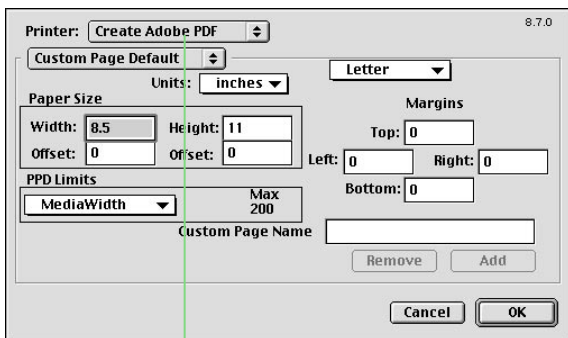 8.7.0
Printer: Create Adobe PDF
Custom Page Default
Units: inches
Letter
Paper Size
Margins
Width: 8.5 Height: 11
Top: 0
Offset: 0 Offset: 0
Left: 0 Right: 0
PPD Limits
Bottom: 0
MediaWidth
Max
200
Custom Page Name
Remove Add
Cancel OK